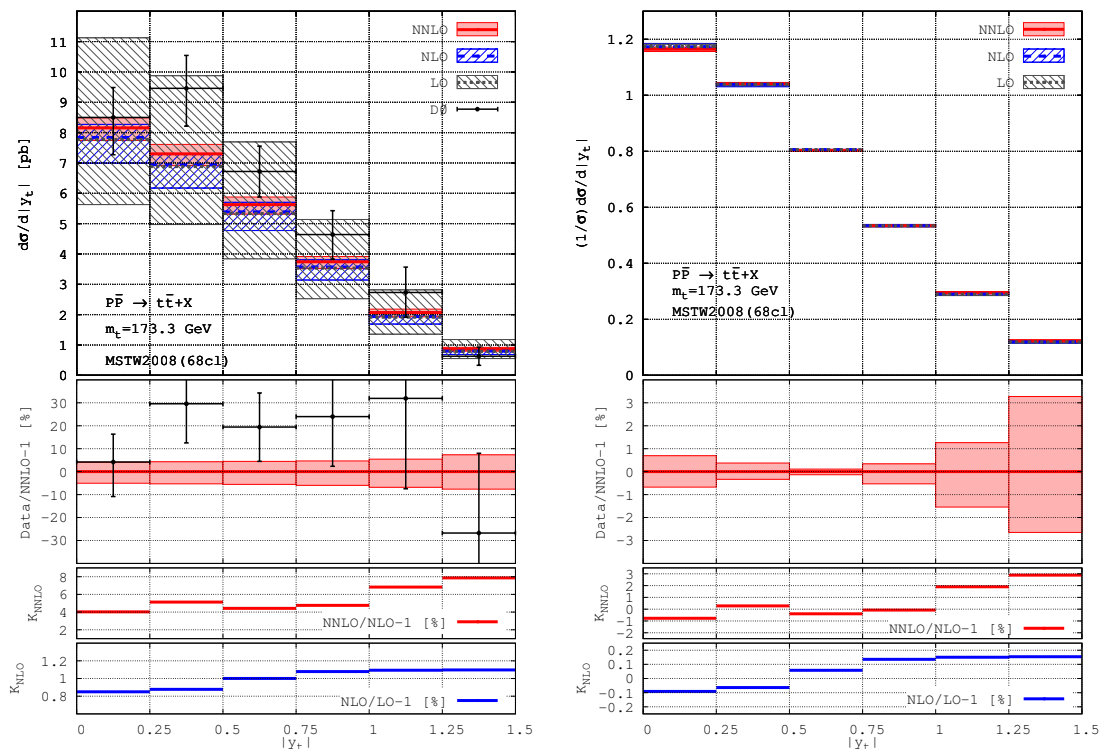 11
10
9
8
7
6
5
4
3
2
1
0
dσ/d|y_t| [pb]
NNLO
NLO
LO
DØ
PP̄ → tt̄+X
m_t=173.3 GeV
MSTW2008(68cl)
30
20
10
0
-10
-20
-30
Data/NNLO-1 [%]
8
6
4
2
K_NNLO
NNLO/NLO-1 [%]
1.2
1
0.8
K_NLO
NLO/LO-1 [%]
0 0.25 0.5 0.75 1 1.25 1.5
|y_t|
1.2
1
0.8
0.6
0.4
0.2
0
(1/σ)dσ/d|y_t|
NNLO
NLO
LO
PP̄ → tt̄+X
m_t=173.3 GeV
MSTW2008(68cl)
3
2
1
0
-1
-2
-3
Data/NNLO-1 [%]
3
2
1
0
-1
-2
K_NNLO
NNLO/NLO-1 [%]
0.2
0.1
0
-0.1
-0.2
K_NLO
NLO/LO-1 [%]
0 0.25 0.5 0.75 1 1.25 1.5
|y_t|